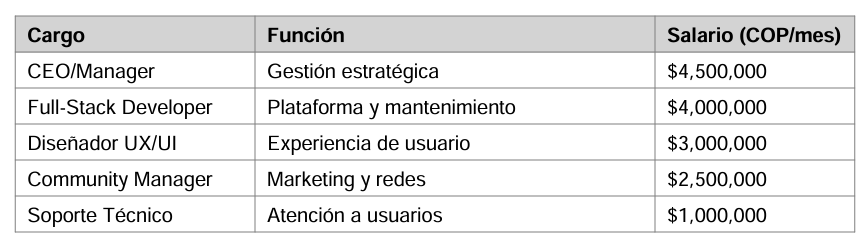 Cargo Función Salario (COP/mes)
CEO/Manager Gestión estratégica $4,500,000
Full-Stack Developer Plataforma y mantenimiento $4,000,000
Diseñador UX/UI Experiencia de usuario $3,000,000
Community Manager Marketing y redes $2,500,000
Soporte Técnico Atención a usuarios $1,000,000